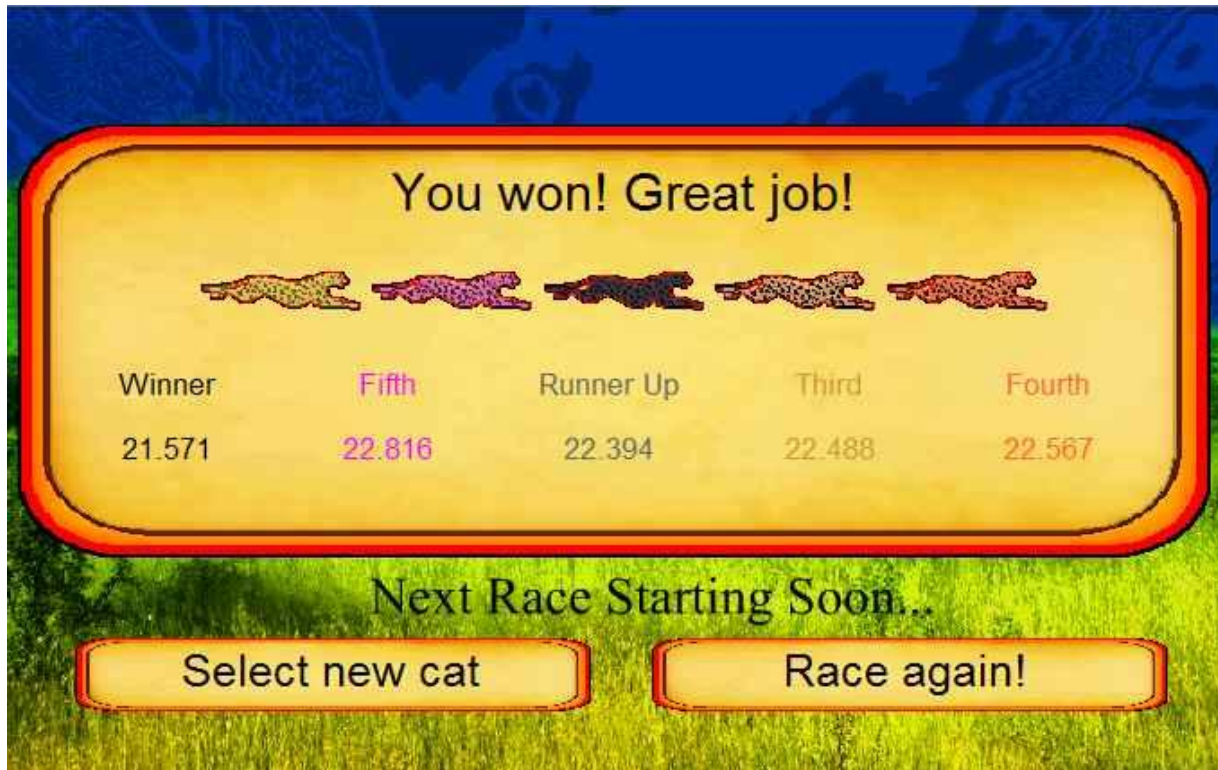 You won! Great job!
Winner Fifth Runner Up Third Fourth
21.571 22.816 22.394 22.488 22.567
Next Race Starting Soon...
Select new cat Race again!